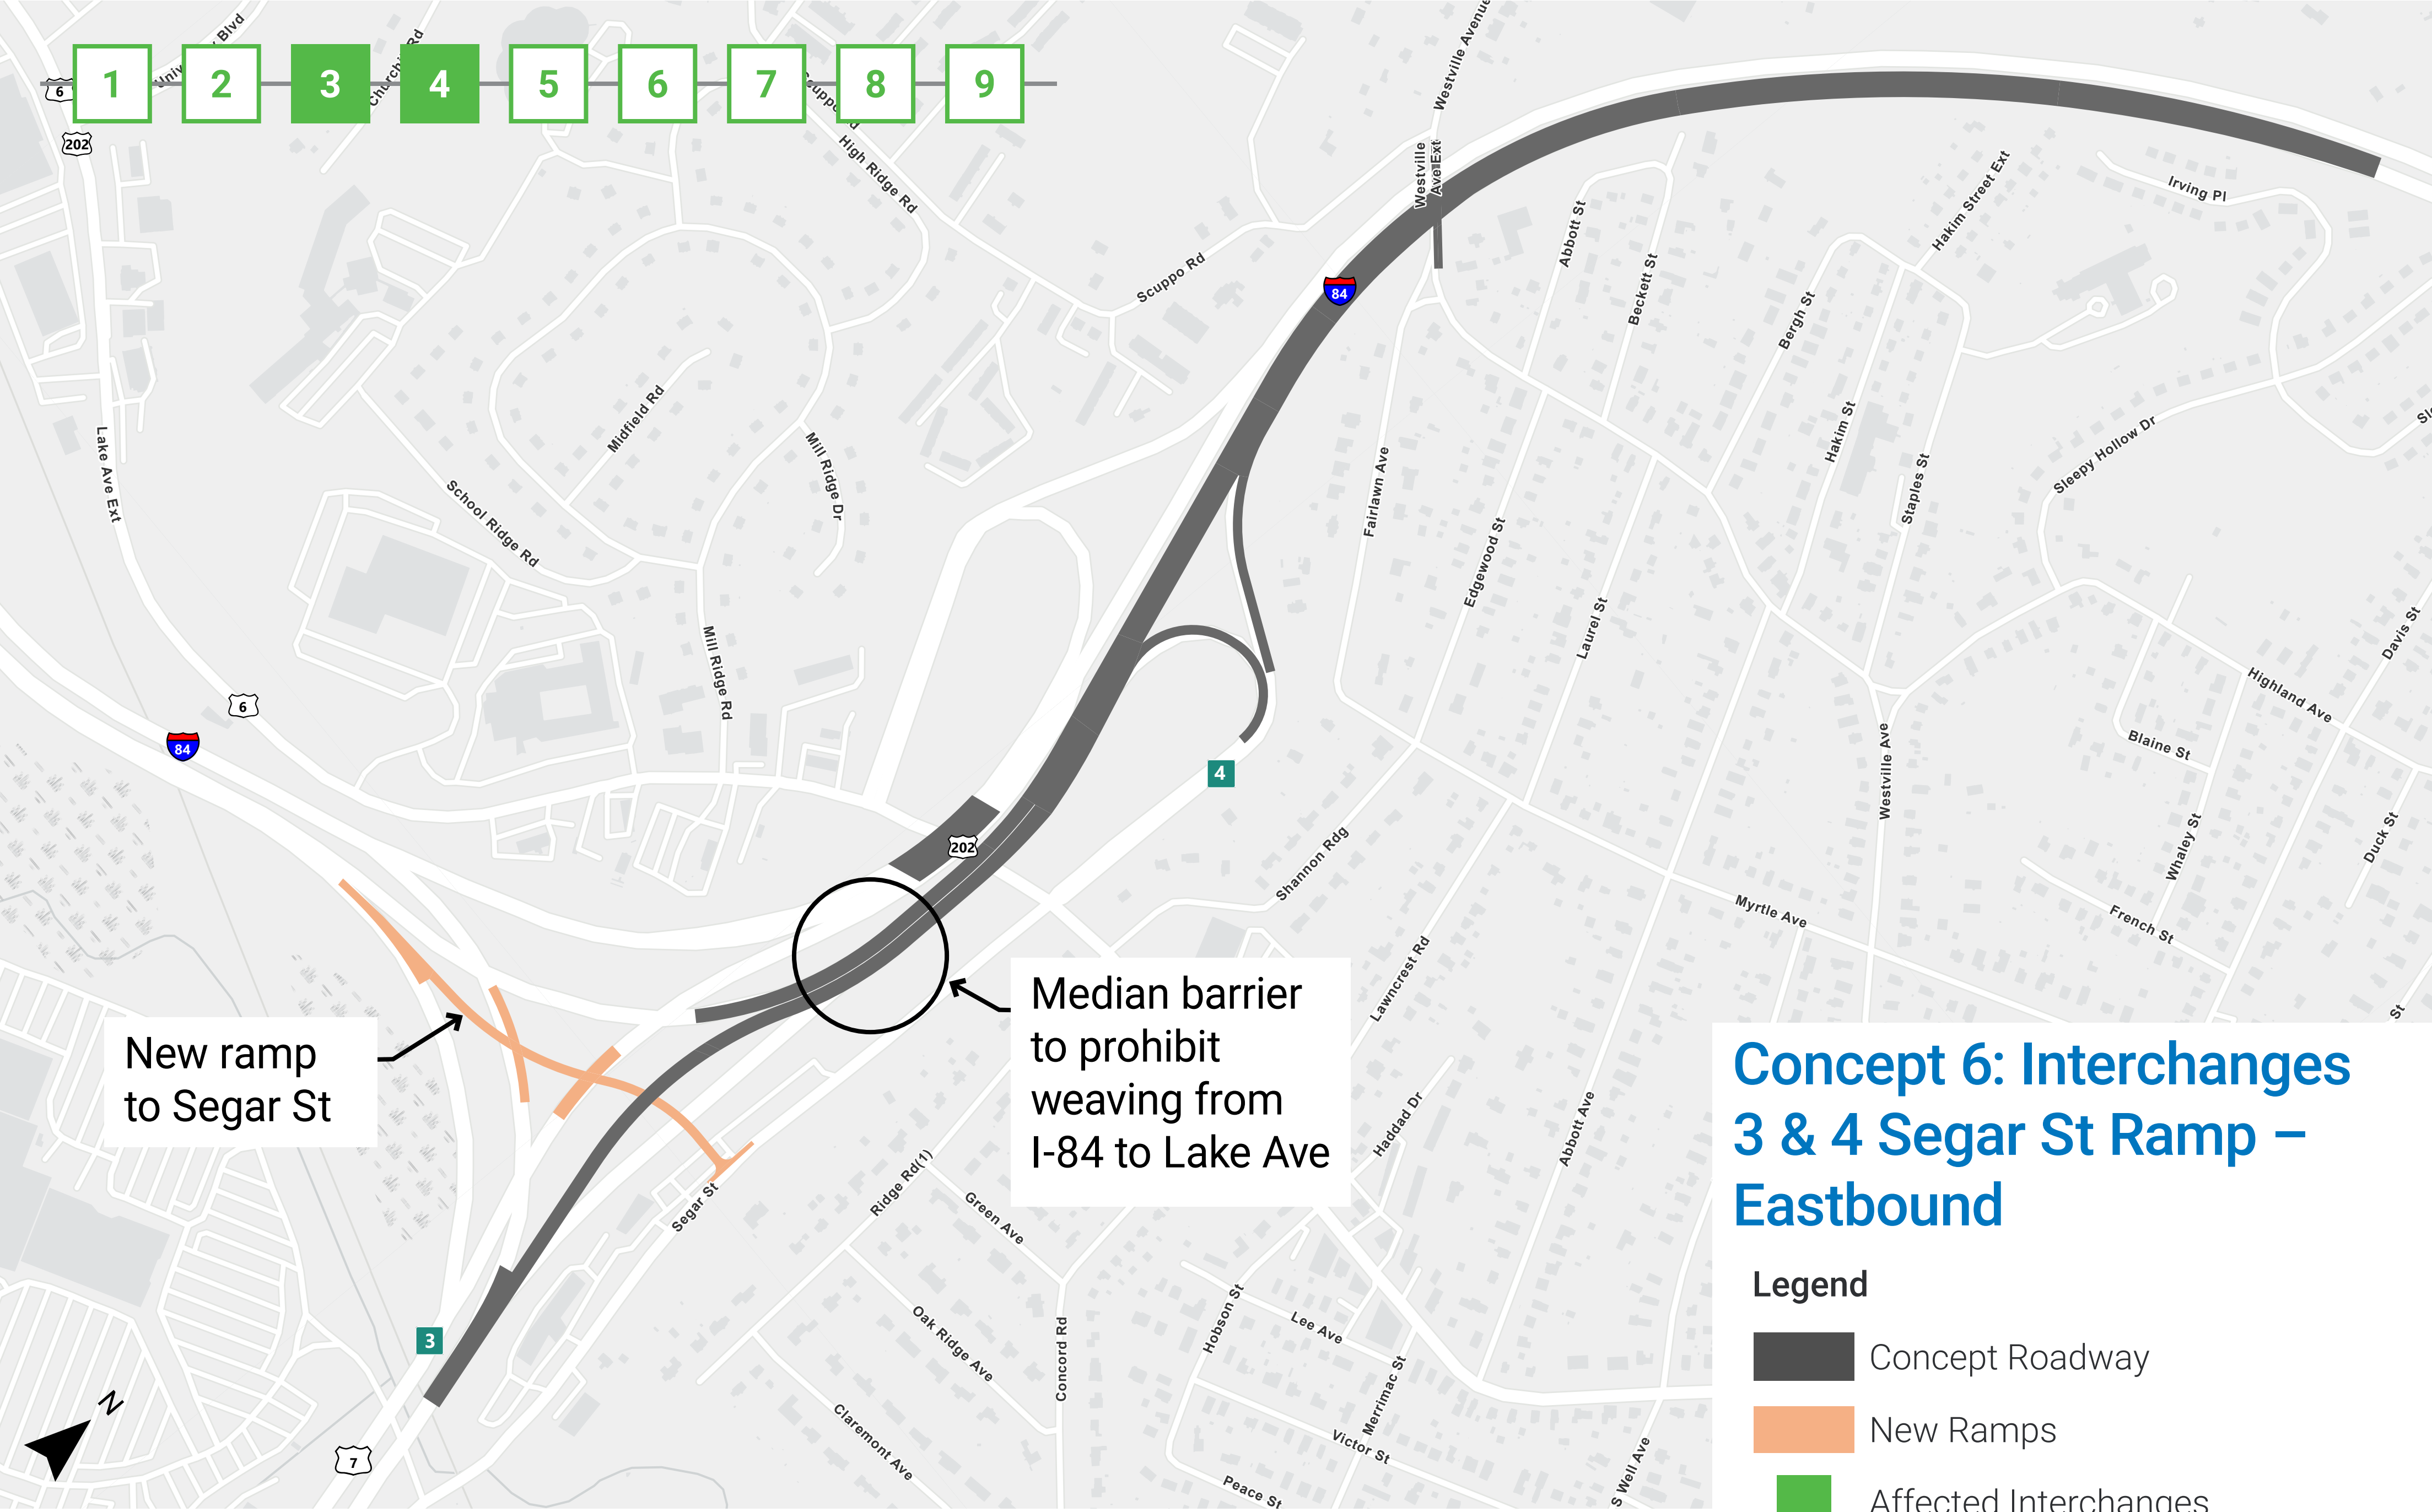 1 2 3 4 5 6 7 8 9
6
202
Churchill Rd
High Ridge Rd
Scuppo Rd
Westville Avenue
Westville
Ave Ext
84
Abbott St
Beckett St
Bergh St
Hakim Street Ext
Irving Pl
Hakim St
Staples St
Sleepy Hollow Dr
Lake Ave Ext
Midfield Rd
Mill Ridge Dr
School Ridge Rd
Mill Ridge Rd
Fairlawn Ave
Edgewood St
Laurel St
Davis St
Highland Ave
Blaine St
Westville Ave
Whaley St
Duck St
French St
6
84
4
202
Shannon Rdg
Myrtle Ave
Lawncrest Rd
St
New ramp
to Segar St
Median barrier
to prohibit
weaving from
I-84 to Lake Ave
Haddad Dr
Abbott Ave
Segar St
Ridge Rd(1)
Green Ave
Oak Ridge Ave
Concord Rd
Claremont Ave
Hobson St
Lee Ave
Merrimac St
Victor St
Peace St
S Well Ave
3
7
N
Concept 6: Interchanges
3 & 4 Segar St Ramp –
Eastbound
Legend
Concept Roadway
New Ramps
Affected Interchanges